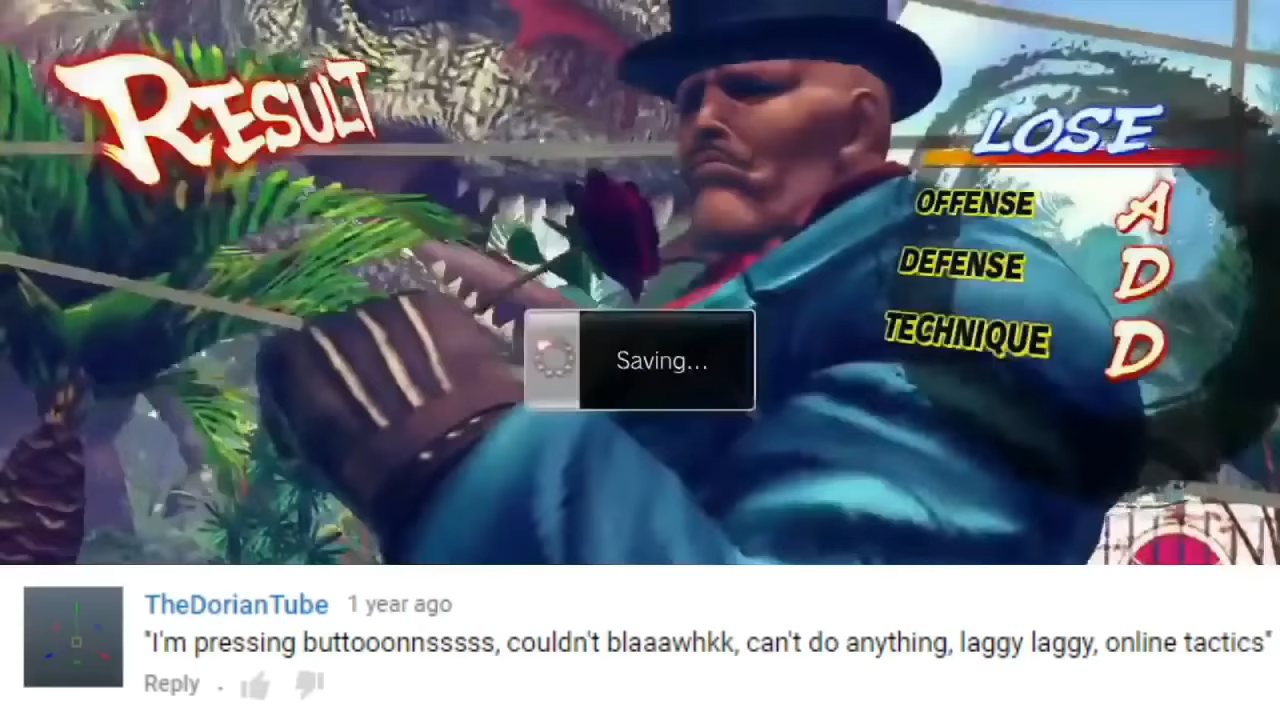 RESULT
LOSE
OFFENSE A
DEFENSE D
TECHNIQUE D
Saving...
TheDorianTube 1 year ago
"I'm pressing buttooonnsssss, couldn't blaaawhkk, can't do anything, laggy laggy, online tactics"
Reply .